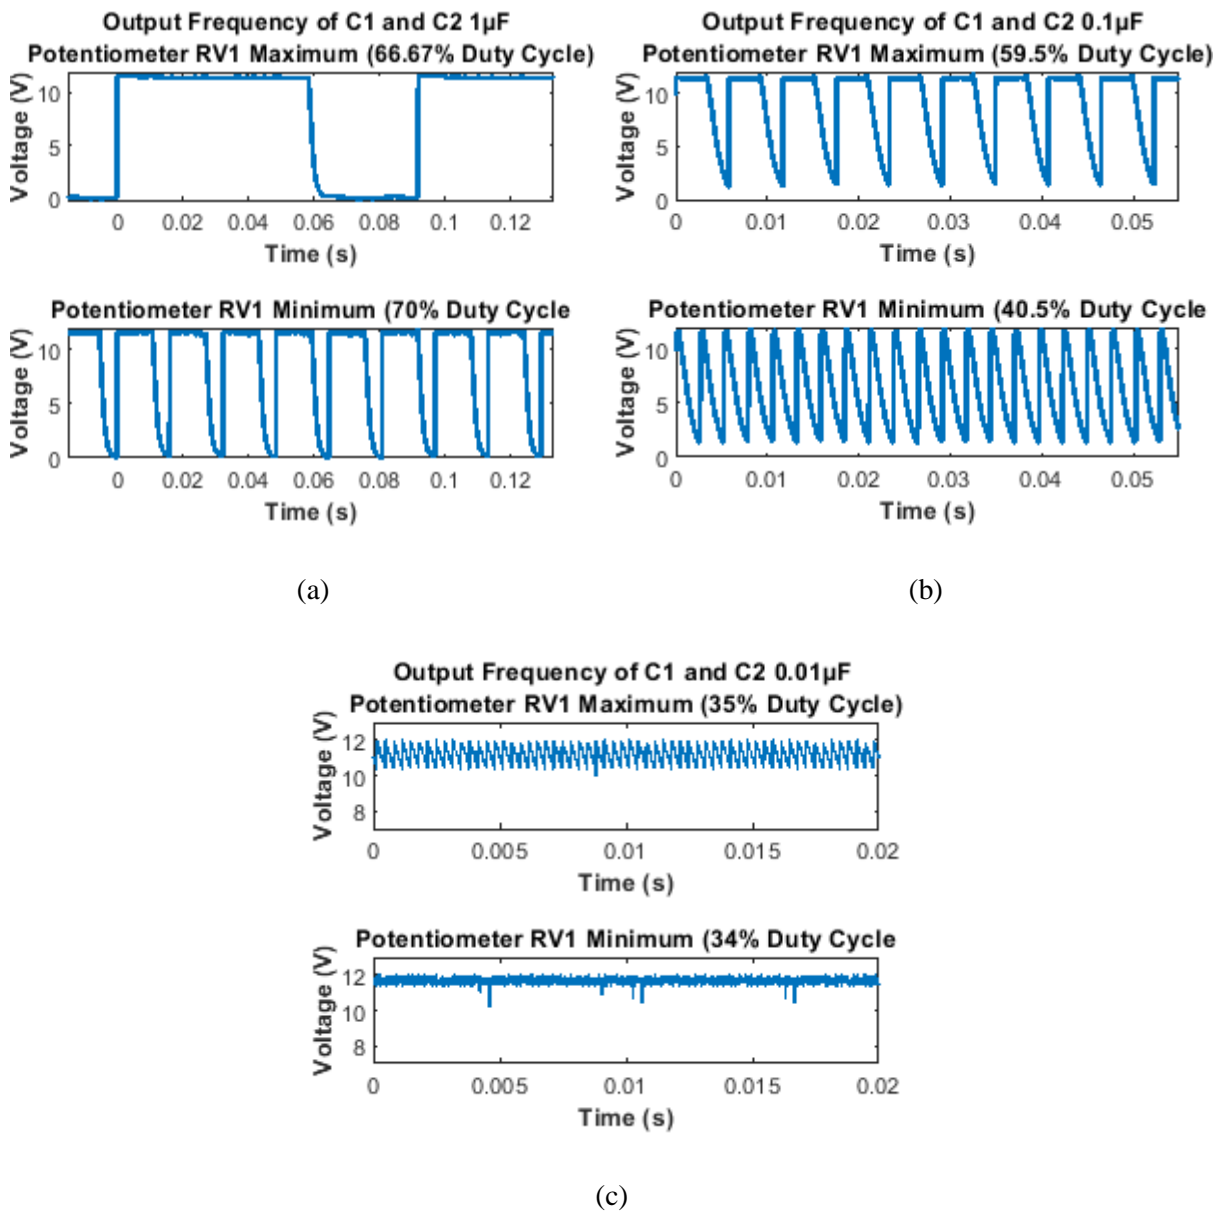 Output Frequency of C1 and C2 1µF
Potentiometer RV1 Maximum (66.67% Duty Cycle)
Voltage (V)
10
5
0
0 0.02 0.04 0.06 0.08 0.1 0.12
Time (s)
Potentiometer RV1 Minimum (70% Duty Cycle
Voltage (V)
10
5
0
0 0.02 0.04 0.06 0.08 0.1 0.12
Time (s)
(a)
Output Frequency of C1 and C2 0.1µF
Potentiometer RV1 Maximum (59.5% Duty Cycle)
Voltage (V)
10
5
0
0 0.01 0.02 0.03 0.04 0.05
Time (s)
Potentiometer RV1 Minimum (40.5% Duty Cycle
Voltage (V)
10
5
0
0 0.01 0.02 0.03 0.04 0.05
Time (s)
(b)
Output Frequency of C1 and C2 0.01µF
Potentiometer RV1 Maximum (35% Duty Cycle)
Voltage (V)
12
10
8
0 0.005 0.01 0.015 0.02
Time (s)
Potentiometer RV1 Minimum (34% Duty Cycle
Voltage (V)
12
10
8
0 0.005 0.01 0.015 0.02
Time (s)
(c)